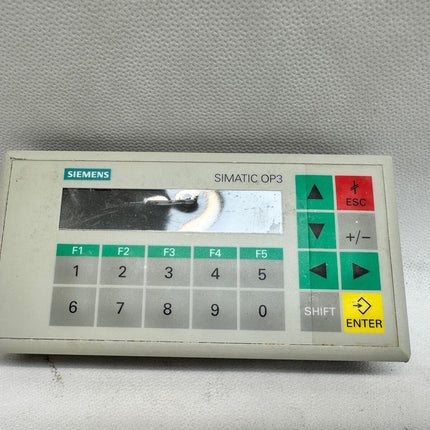 SIEMENS
SIMATIC OP3
ESC
+/−
F1 F2 F3 F4 F5
1 2 3 4 5
6 7 8 9 0
SHIFT
ENTER